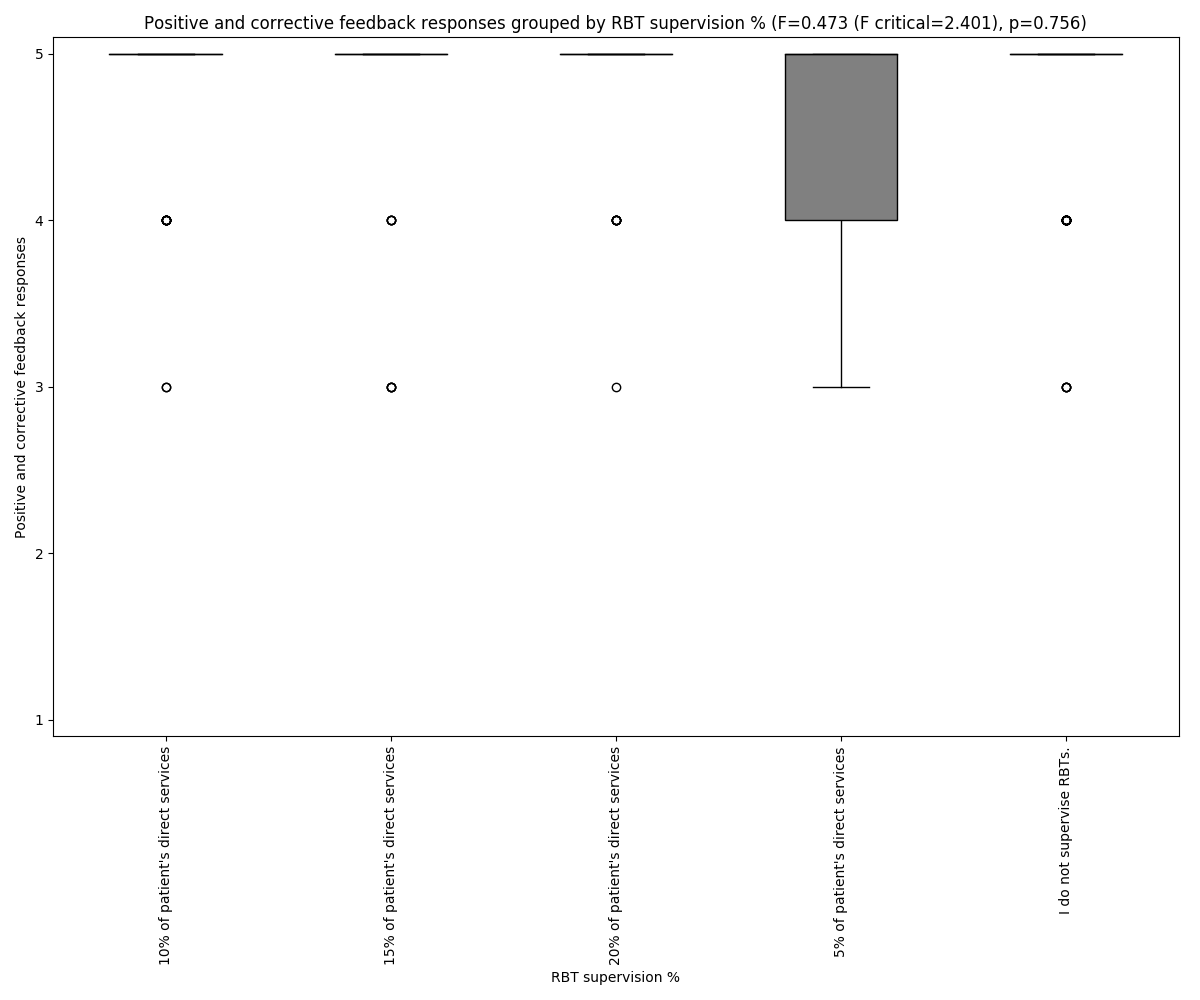 Positive and corrective feedback responses grouped by RBT supervision % (F=0.473 (F critical=2.401), p=0.756)
Positive and corrective feedback responses
5
4
3
2
1
10% of patient's direct services
15% of patient's direct services
20% of patient's direct services
5% of patient's direct services
I do not supervise RBTs.
RBT supervision %